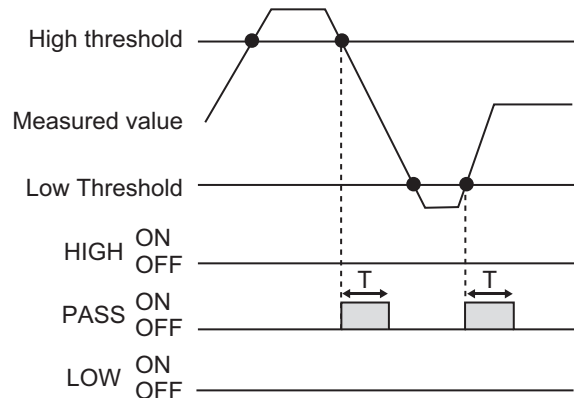 High threshold
Measured value
Low Threshold
HIGH ON
OFF
T T
PASS ON
OFF
LOW ON
OFF